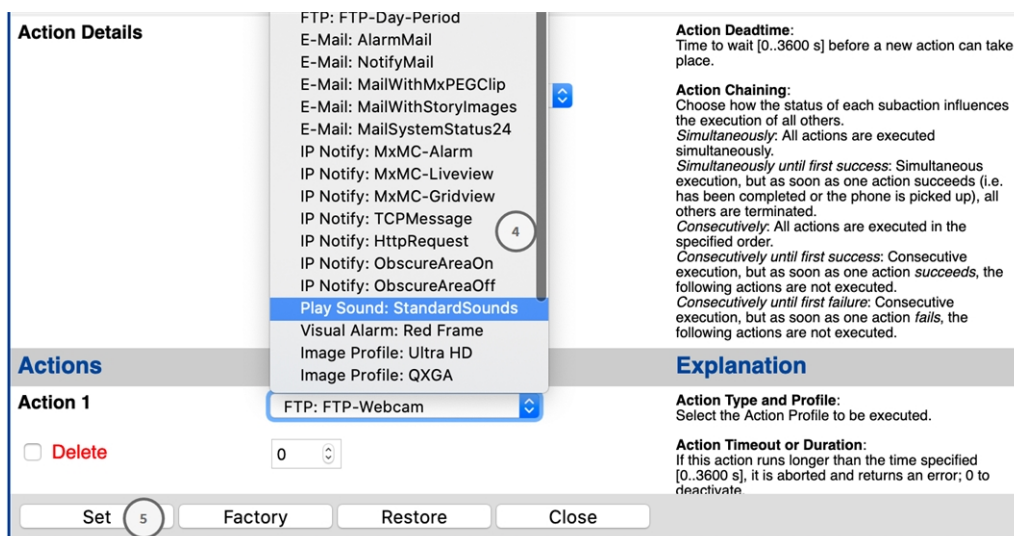 Action Details
FTP: FTP-Day-Period
E-Mail: AlarmMail
E-Mail: NotifyMail
E-Mail: MailWithMxPEGClip
E-Mail: MailWithStoryImages
E-Mail: MailSystemStatus24
IP Notify: MxMC-Alarm
IP Notify: MxMC-Liveview
IP Notify: MxMC-Gridview
IP Notify: TCPMessage
4
IP Notify: HttpRequest
IP Notify: ObscureAreaOn
IP Notify: ObscureAreaOff
Play Sound: StandardSounds
Visual Alarm: Red Frame
Image Profile: Ultra HD
Image Profile: QXGA
Action Deadtime:
Time to wait [0..3600 s] before a new action can take
place.
Action Chaining:
Choose how the status of each subaction influences
the execution of all others.
Simultaneously: All actions are executed
simultaneously.
Simultaneously until first success: Simultaneous
execution, but as soon as one action succeeds (i.e.
has been completed or the phone is picked up), all
others are terminated.
Consecutively: All actions are executed in the
specified order.
Consecutively until first success: Consecutive
execution, but as soon as one action succeeds, the
following actions are not executed.
Consecutively until first failure: Consecutive
execution, but as soon as one action fails, the
following actions are not executed.
Actions
Explanation
Action 1
FTP: FTP-Webcam
Delete
0
Action Type and Profile:
Select the Action Profile to be executed.
Action Timeout or Duration:
If this action runs longer than the time specified
[0..3600 s], it is aborted and returns an error; 0 to
deactivate.
Set
5
Factory
Restore
Close